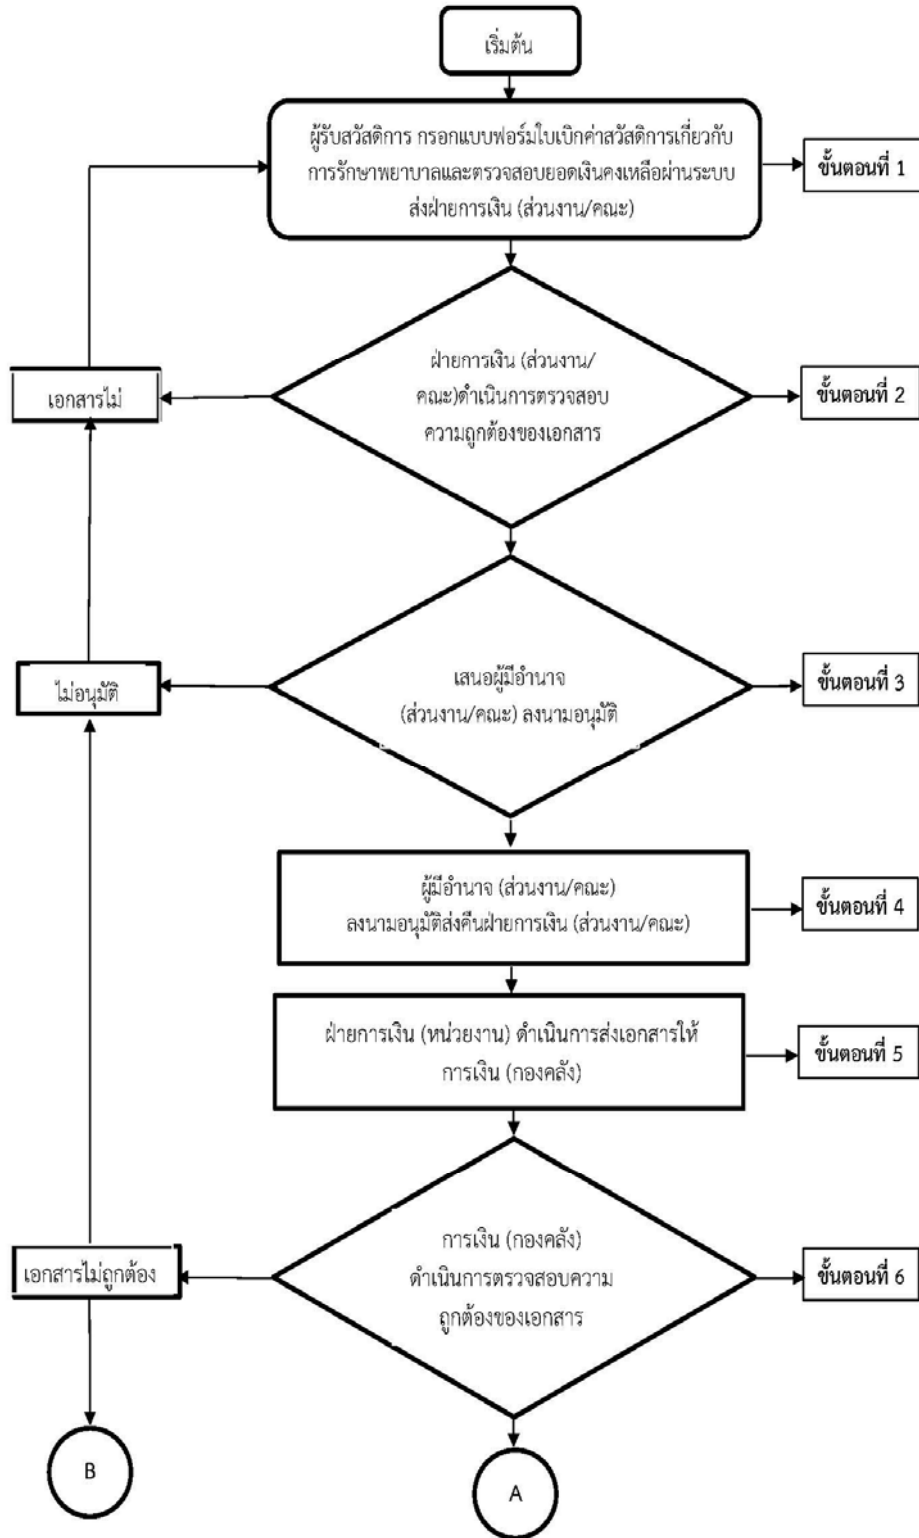 เริ่มต้น
ผู้รับสวัสดิการ กรอกแบบฟอร์มใบเบิกค่าสวัสดิการเกี่ยวกับ
การรักษาพยาบาลและตรวจสอบยอดเงินคงเหลือผ่านระบบ
ส่งฝ่ายการเงิน (ส่วนงาน/คณะ)
ขั้นตอนที่ 1
ฝ่ายการเงิน (ส่วนงาน/
คณะ)ดำเนินการตรวจสอบ
ความถูกต้องของเอกสาร
เอกสารไม่
ขั้นตอนที่ 2
เสนอผู้มีอำนาจ
(ส่วนงาน/คณะ) ลงนามอนุมัติ
ไม่อนุมัติ
ขั้นตอนที่ 3
ผู้มีอำนาจ (ส่วนงาน/คณะ)
ลงนามอนุมัติส่งคืนฝ่ายการเงิน (ส่วนงาน/คณะ)
ขั้นตอนที่ 4
ฝ่ายการเงิน (หน่วยงาน) ดำเนินการส่งเอกสารให้
การเงิน (กองคลัง)
ขั้นตอนที่ 5
การเงิน (กองคลัง)
ดำเนินการตรวจสอบความ
ถูกต้องของเอกสาร
เอกสารไม่ถูกต้อง
ขั้นตอนที่ 6
B
A